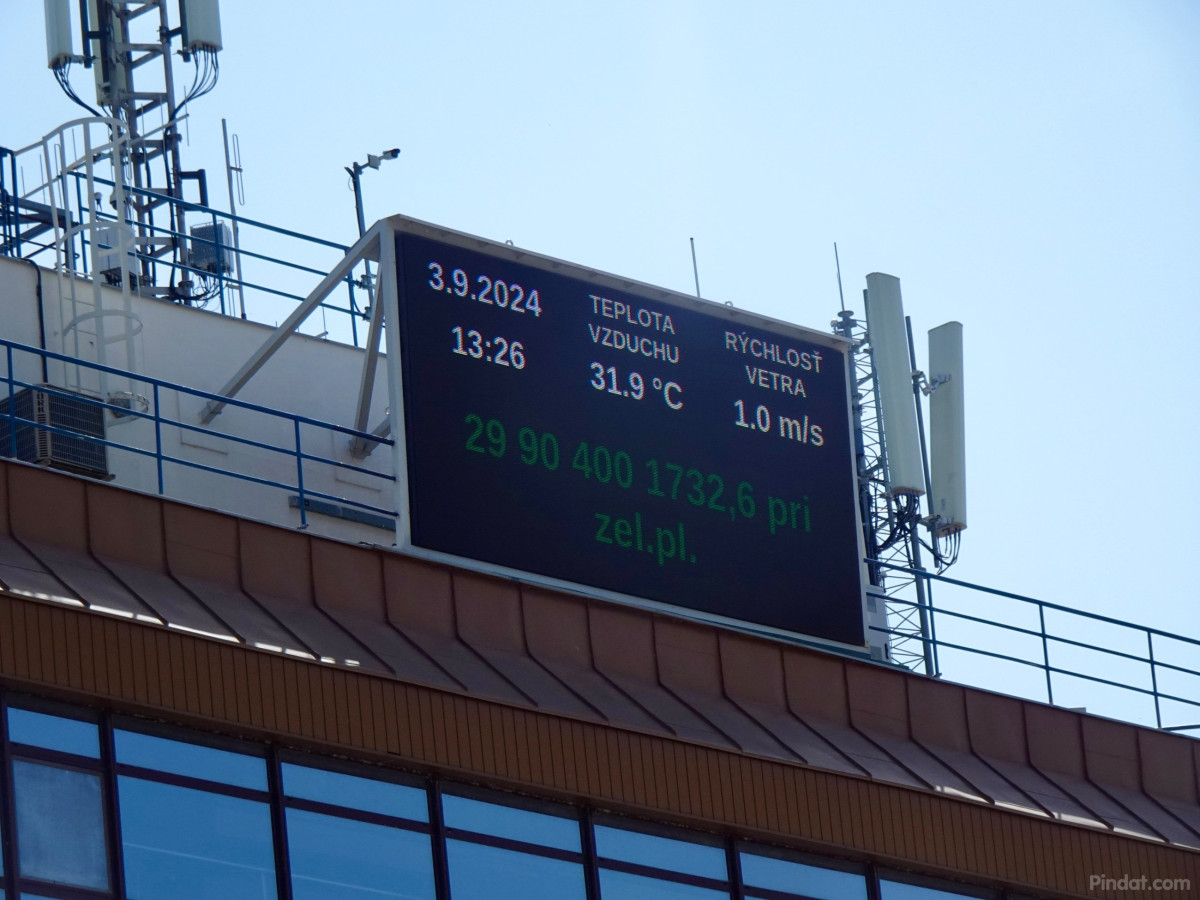 3.9.2024
13:26
TEPLOTA
VZDUCHU
31.9 °C
RÝCHLOSŤ
VETRA
1.0 m/s
29 90 400 1732,6 pri
zel.pl.
Pindat.com